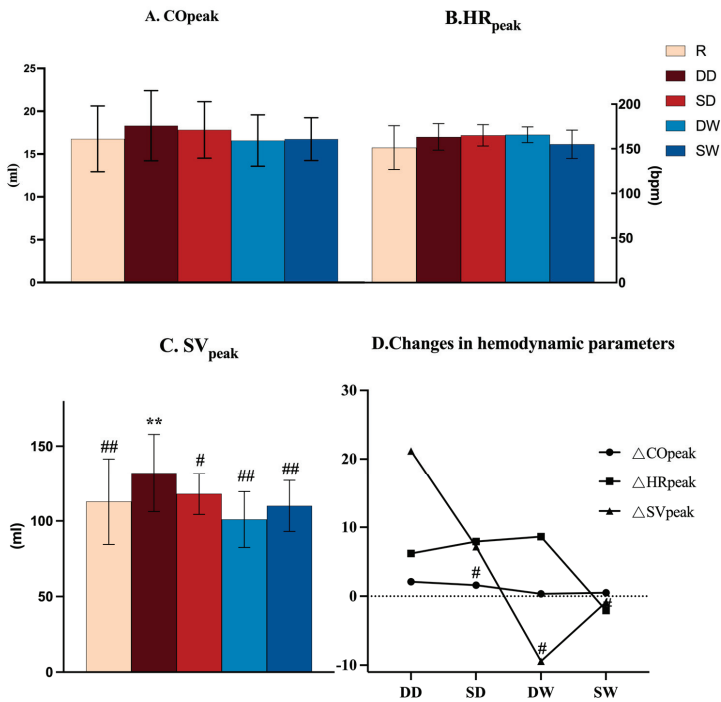 A. COpeak
B.HRpeak
R
DD
SD
DW
SW
25
20
15
10
5
0
(ml)
200
150
100
50
0
(bpm)
C. SVpeak
D.Changes in hemodynamic parameters
150
100
50
0
(ml)
##
**
#
##
##
30
20
10
0
-10
△COpeak
△HRpeak
△SVpeak
#
#
#
DD SD DW SW